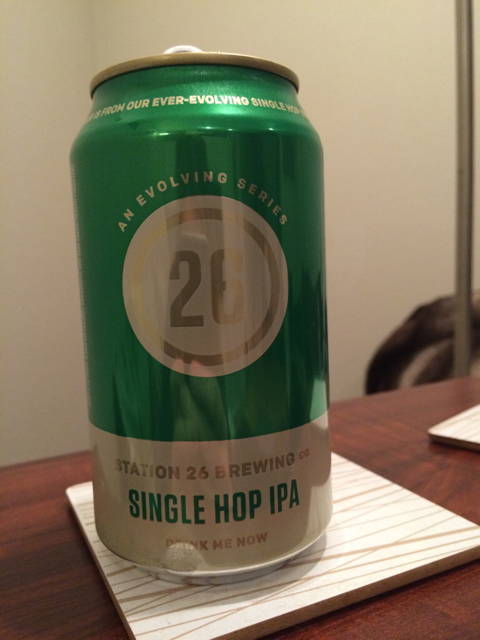 FROM OUR EVER-EVOLVING SINGLE HOP
AN EVOLVING SERIES
26
STATION 26 BREWING CO
SINGLE HOP IPA
DRINK ME NOW